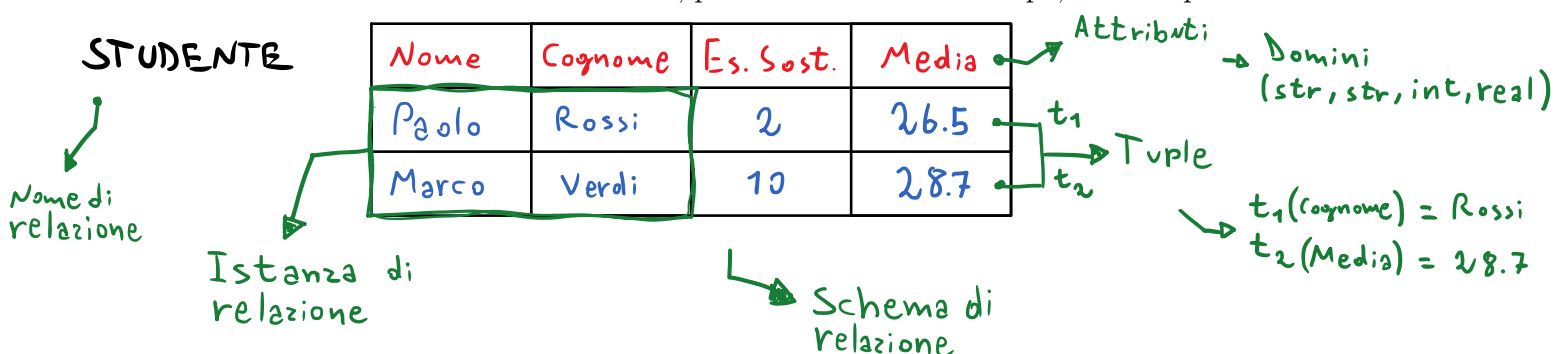 STUDENTE
Nome Cognome Es. Sost. Media
Attributi
Domini
(str, str, int, real)
Paolo Rossi 2 26.5
t1
Tuple
Marco Verdi 10 28.7
t2
Nome di
relazione
t1(Cognome) = Rossi
t2(Media) = 28.7
Istanza di
relazione
Schema di
relazione